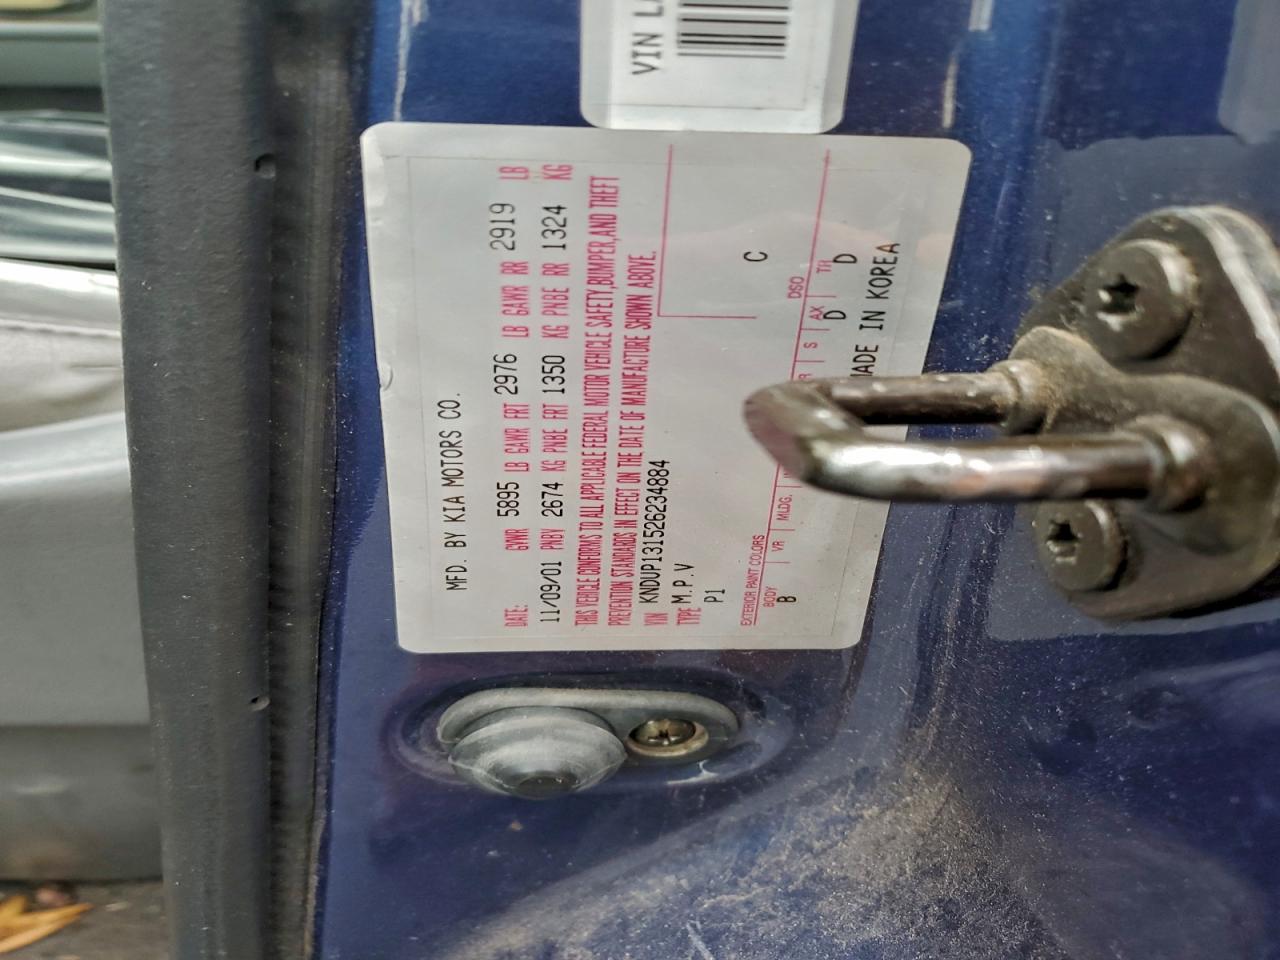 VIN
MFD. BY KIA MOTORS CO.
DATE: GVWR 5895 LB GAWR FRT 2976 LB GAWR RR 2919 LB
11/09/01 PNBV 2674 KG PNBE FRT 1350 KG PNBE RR 1324 KG
THIS VEHICLE CONFORMS TO ALL APPLICABLE FEDERAL MOTOR VEHICLE SAFETY,BUMPER,AND THEFT
PREVENTION STANDARDS IN EFFECT ON THE DATE OF MANUFACTURE SHOWN ABOVE.
VIN KNDUP131526234884
TYPE M.P.V
P1 C
EXTERIOR PAINT COLORS DSO
BODY VR MLDG. S AX TR
B D D
MADE IN KOREA